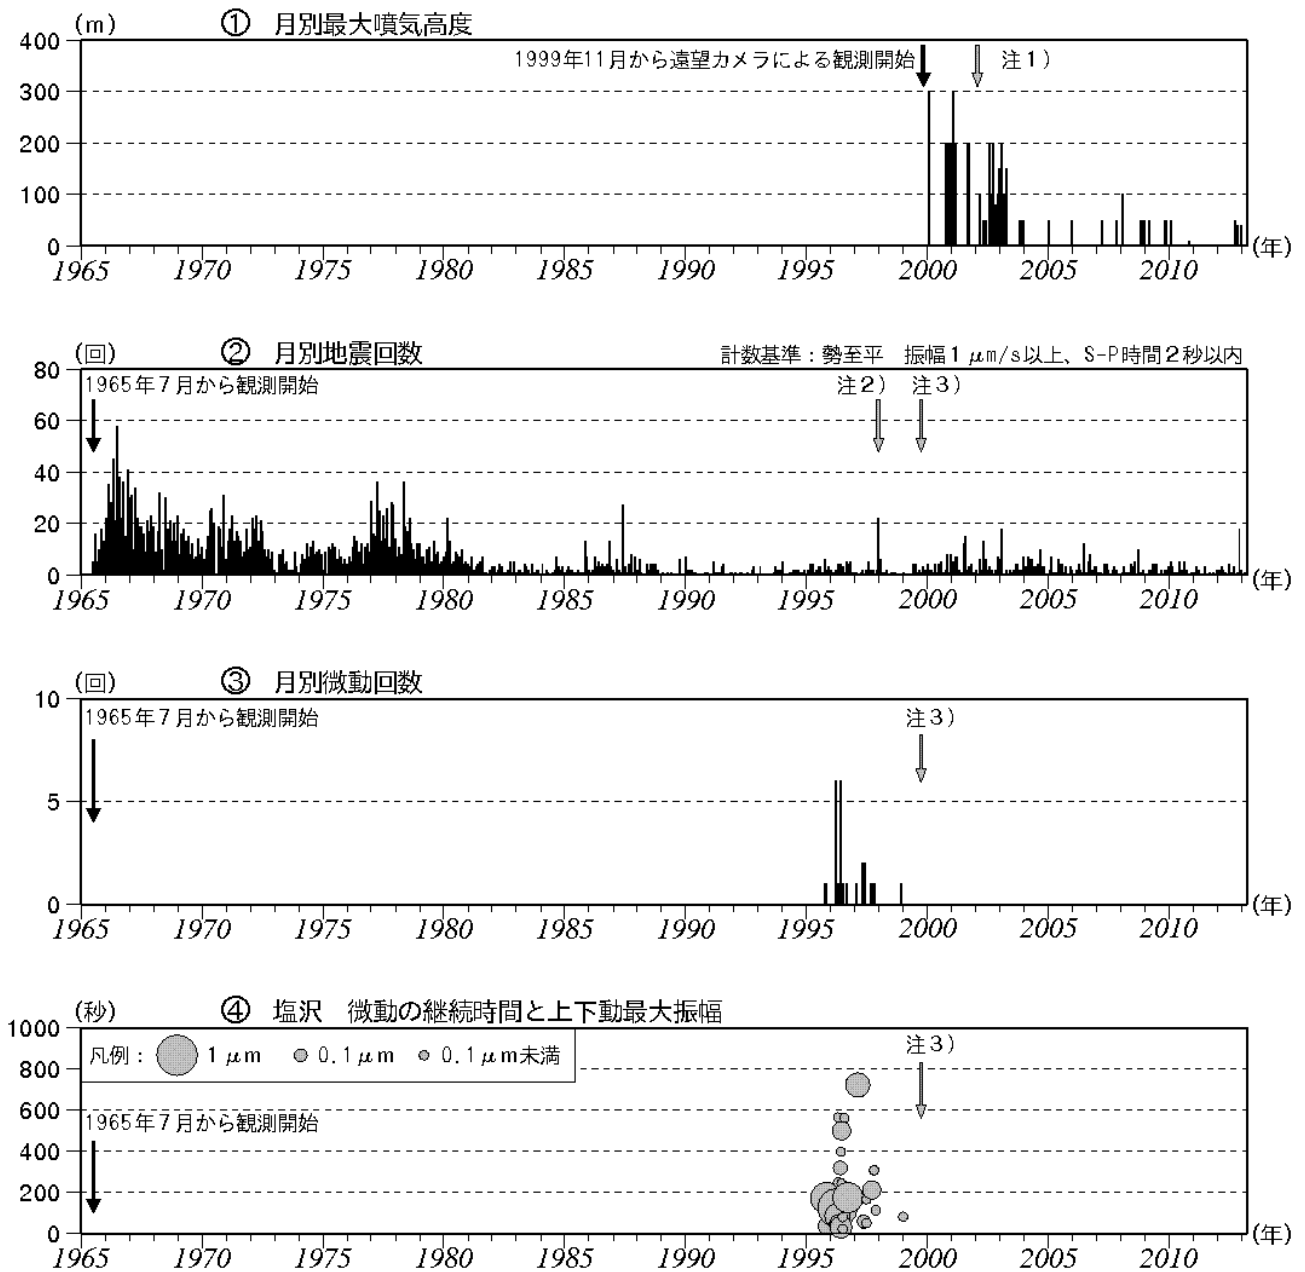 (m) ① 月別最大噴気高度
400
1999年11月から遠望カメラによる観測開始 注1)
300
200
100
0
1965 1970 1975 1980 1985 1990 1995 2000 2005 2010 (年)
(回) ② 月別地震回数 計数基準：勢至平 振幅1μm/s以上、S-P時間2秒以内
80
1965年7月から観測開始 注2) 注3)
60
40
20
0
1965 1970 1975 1980 1985 1990 1995 2000 2005 2010 (年)
(回) ③ 月別微動回数
10
1965年7月から観測開始 注3)
5
0
1965 1970 1975 1980 1985 1990 1995 2000 2005 2010 (年)
(秒) ④ 塩沢 微動の継続時間と上下動最大振幅
1000
凡例： 1μm 0.1μm 0.1μm未満 注3)
800
600
1965年7月から観測開始
400
200
0
1965 1970 1975 1980 1985 1990 1995 2000 2005 2010 (年)